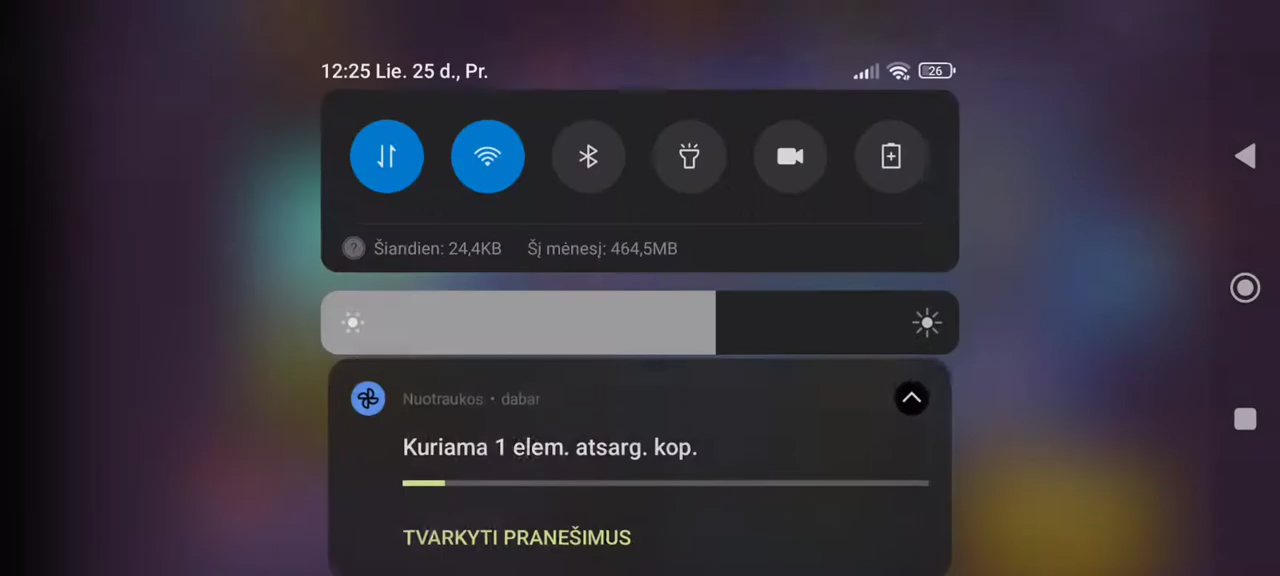 12:25 Lie. 25 d., Pr. 26
Šiandien: 24,4KB Šį mėnesį: 464,5MB
Nuotraukos • dabar
Kuriama 1 elem. atsarg. kop.
TVARKYTI PRANEŠIMUS